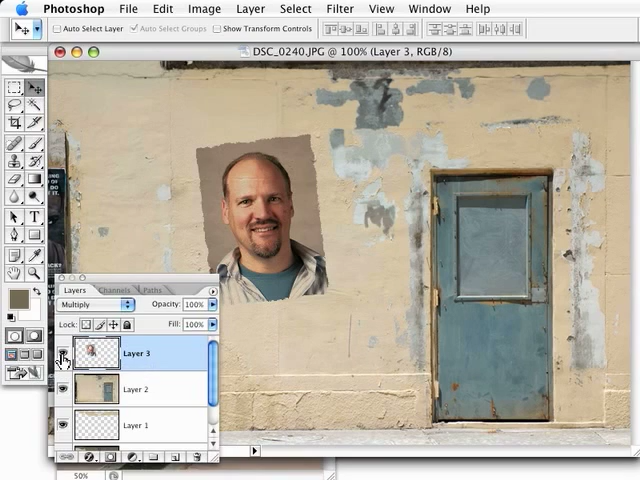 Photoshop File Edit Image Layer Select Filter View Window Help
Auto Select Layer Auto Select Groups Show Transform Controls
DSC_0240.JPG @ 100% (Layer 3, RGB/8)
T
Layers Channels Paths
Multiply Opacity: 100%
Lock: Fill: 100%
Layer 3
Layer 2
Layer 1
50%